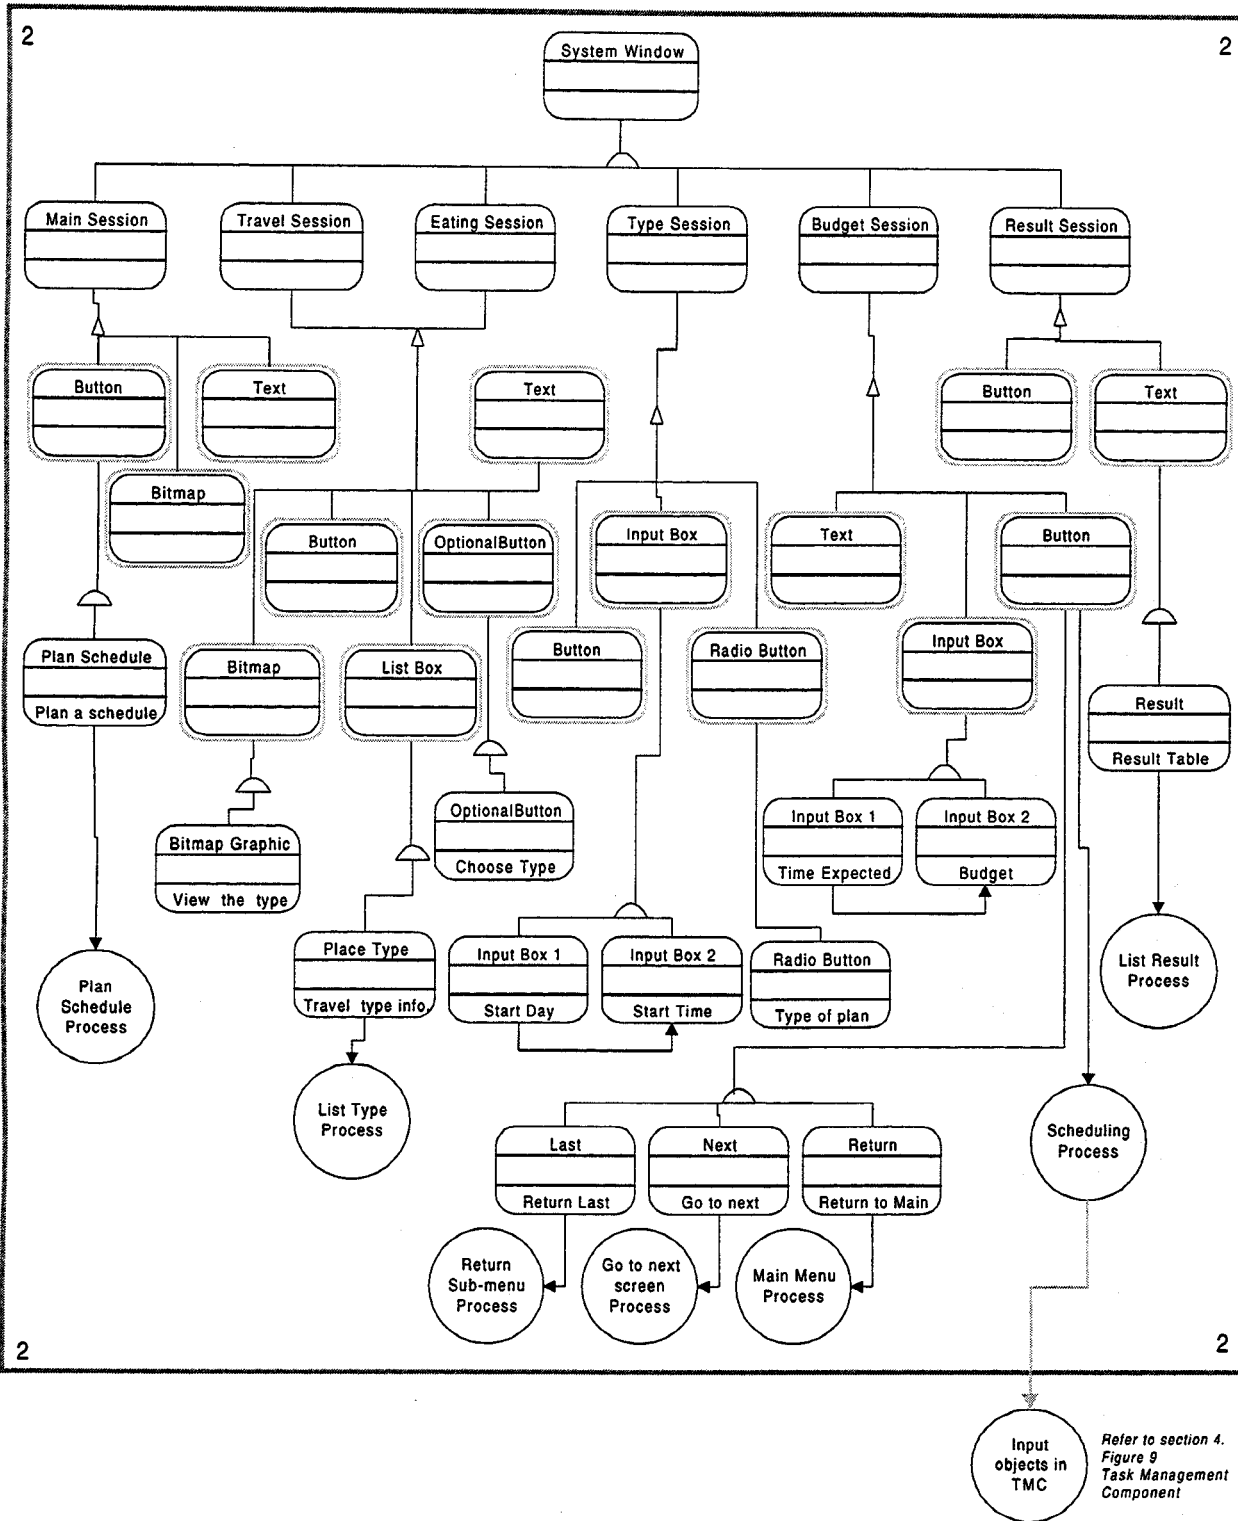 2
2
System Window
Main Session
Travel Session
Eating Session
Type Session
Budget Session
Result Session
Button
Text
Text
Button
Text
Bitmap
Button
OptionalButton
Input Box
Text
Button
Plan Schedule
Plan a schedule
Bitmap
List Box
Button
Radio Button
Input Box
Result
Result Table
Bitmap Graphic
View the type
OptionalButton
Choose Type
Input Box 1
Time Expected
Input Box 2
Budget
Plan
Schedule
Process
Place Type
Travel type info.
Input Box 1
Start Day
Input Box 2
Start Time
Radio Button
Type of plan
List Result
Process
List Type
Process
Last
Return Last
Next
Go to next
Return
Return to Main
Scheduling
Process
Return
Sub-menu
Process
Go to next
screen
Process
Main Menu
Process
2
2
Input
objects in
TMC
Refer to section 4.
Figure 9
Task Management
Component